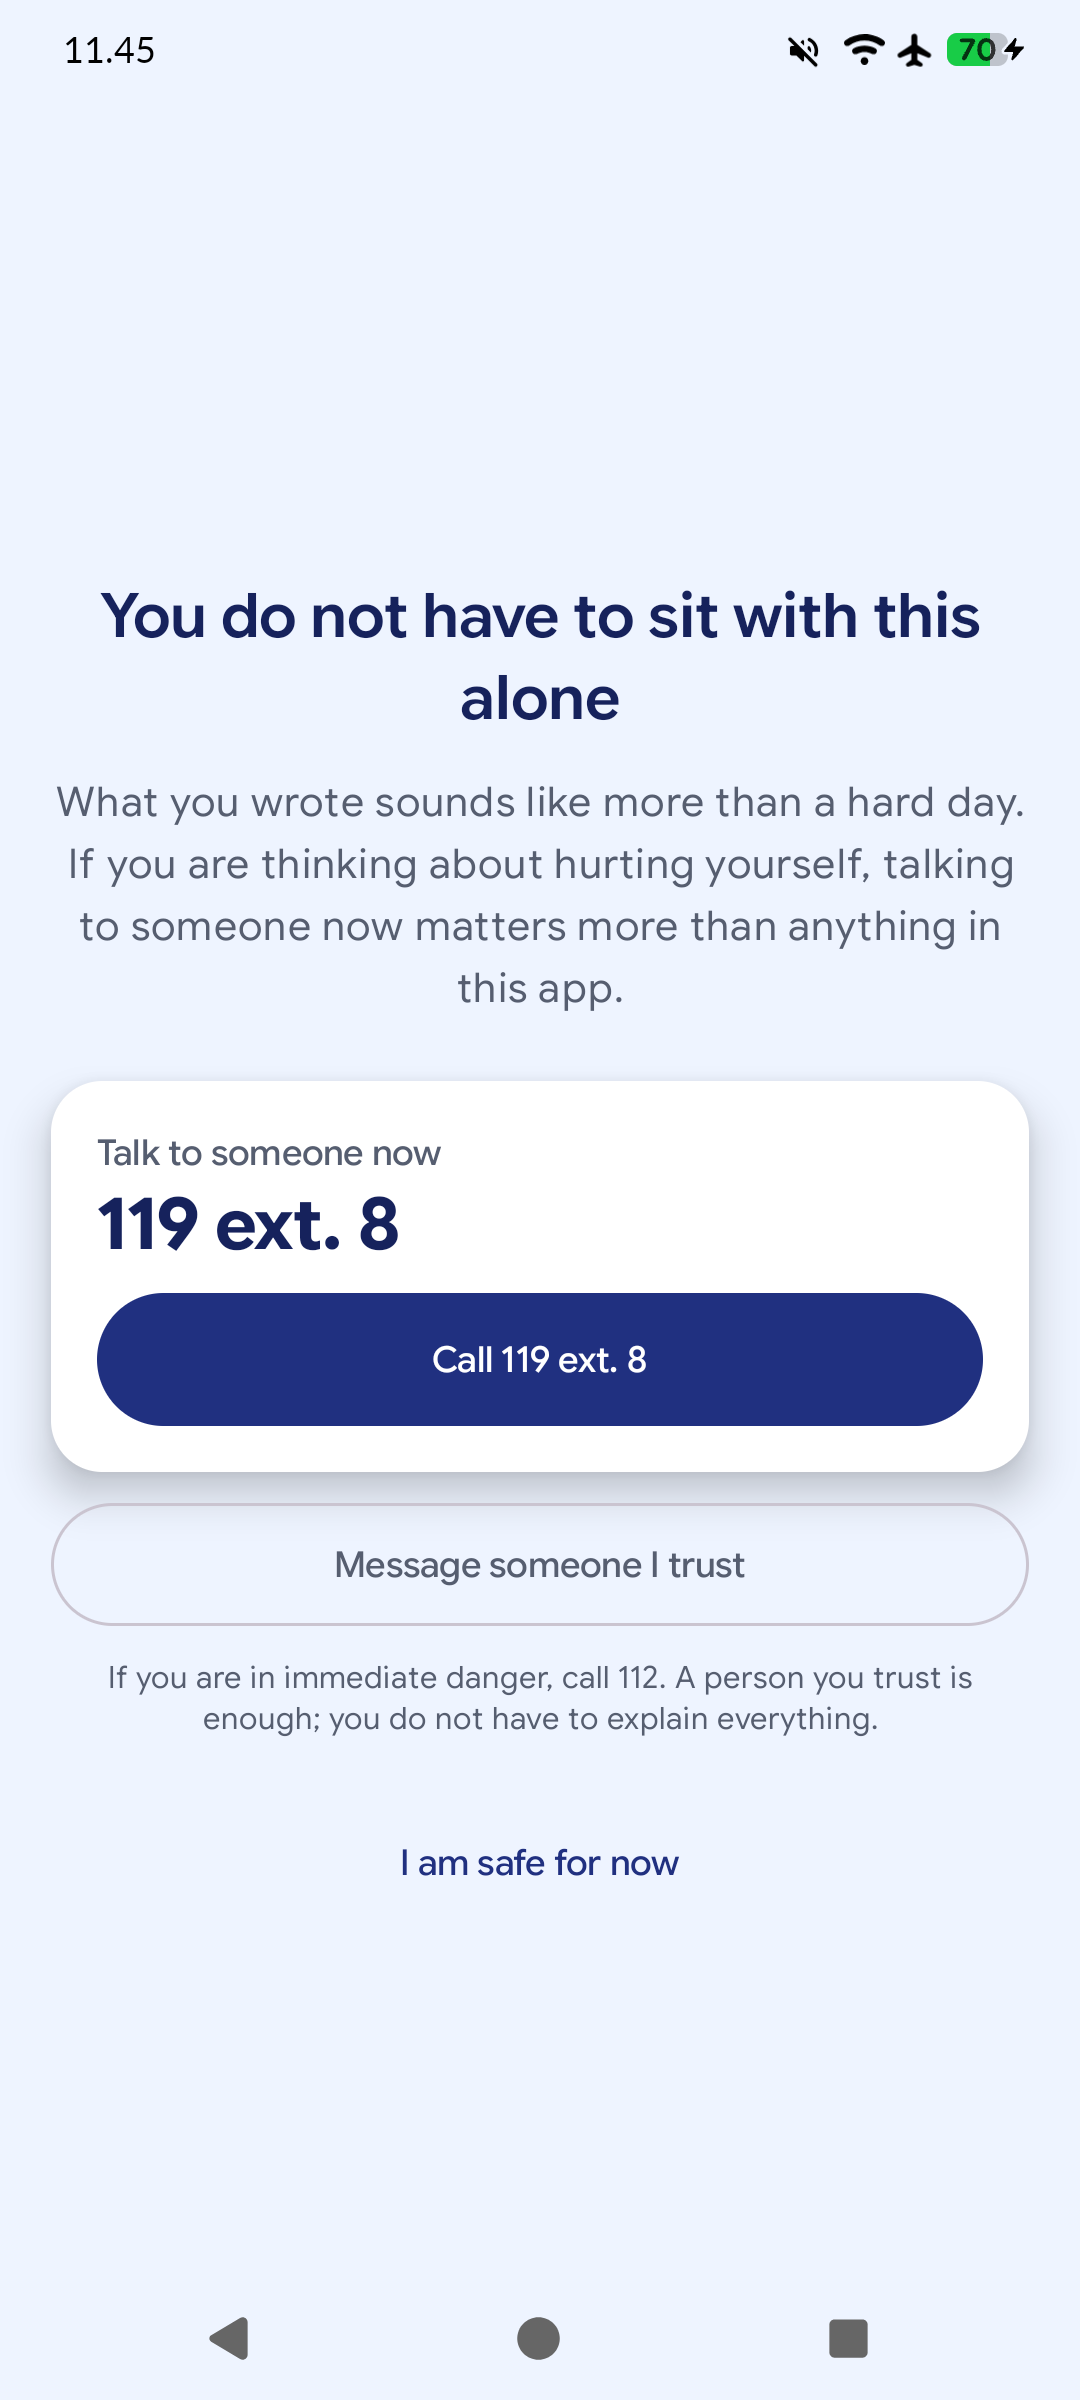 11.45
70
You do not have to sit with this
alone
What you wrote sounds like more than a hard day.
If you are thinking about hurting yourself, talking
to someone now matters more than anything in
this app.
Talk to someone now
119 ext. 8
Call 119 ext. 8
Message someone I trust
If you are in immediate danger, call 112. A person you trust is
enough; you do not have to explain everything.
I am safe for now